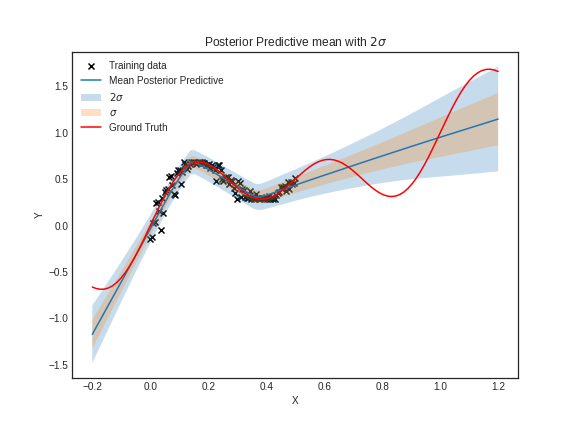 Posterior Predictive mean with 2σ
Training data
Mean Posterior Predictive
2σ
σ
Ground Truth
1.5
1.0
0.5
0.0
−0.5
−1.0
−1.5
Y
−0.2 0.0 0.2 0.4 0.6 0.8 1.0 1.2
X